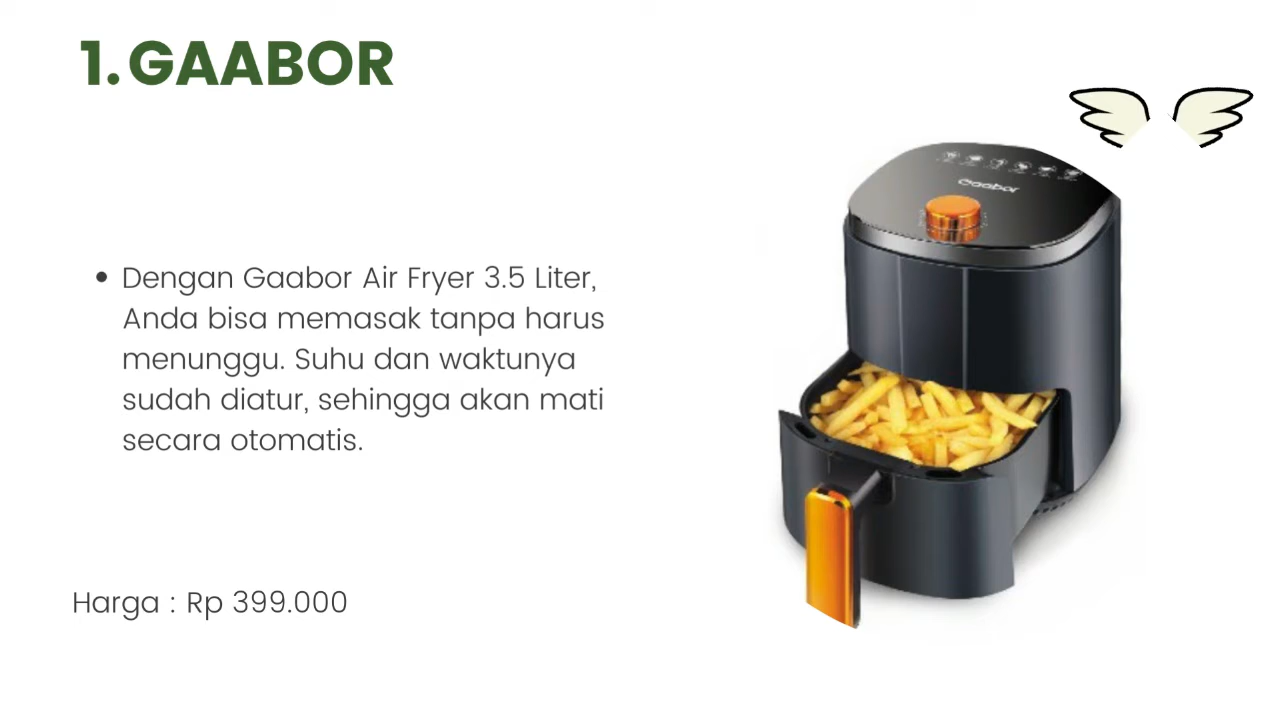 1. GAABOR
Gaabor
• Dengan Gaabor Air Fryer 3.5 Liter,
Anda bisa memasak tanpa harus
menunggu. Suhu dan waktunya
sudah diatur, sehingga akan mati
secara otomatis.
Harga : Rp 399.000